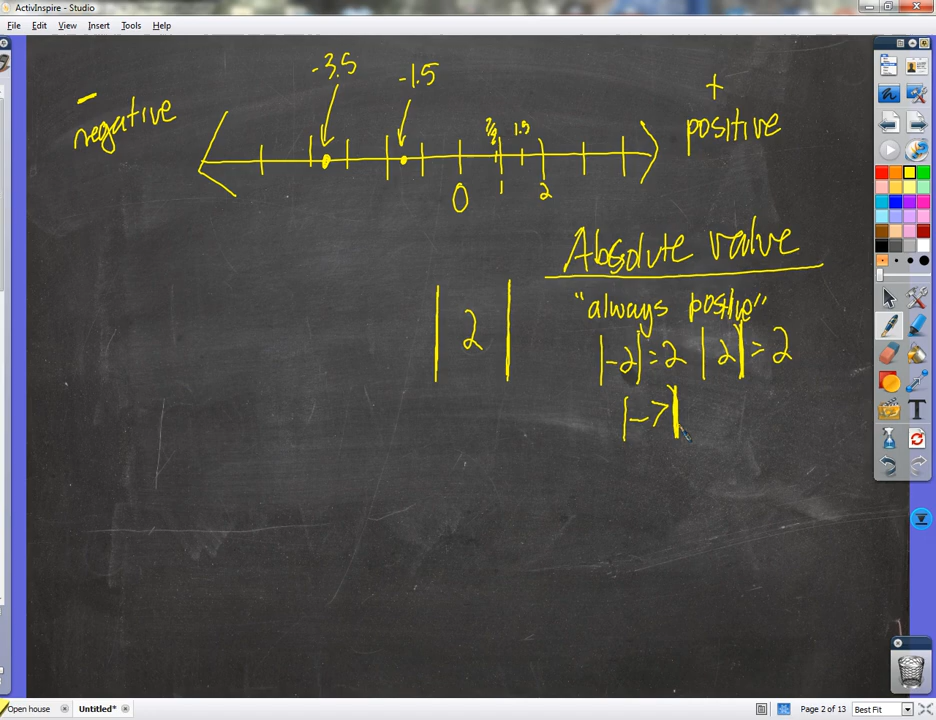 ActivInspire - Studio
File Edit View Insert Tools Help
-3.5 -1.5
- negative
+ positive
3/4 1.5
0 1 2
Absolute value
"always positive"
|2|
|-2| = 2 |2| = 2
|-7|
Open house Untitled* Page 2 of 13 Best Fit